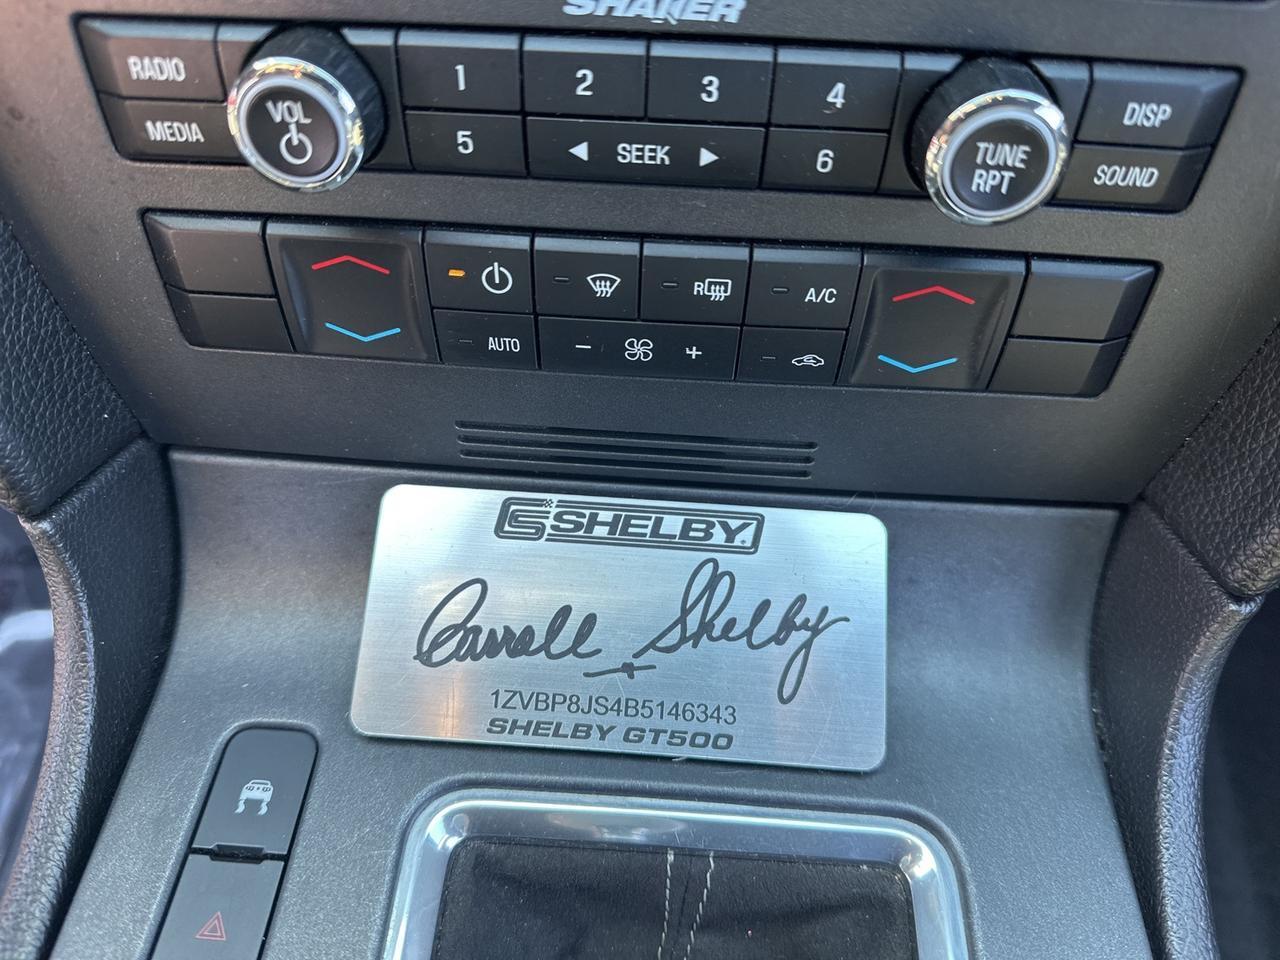 SHAKER
RADIO
VOL
1
2
3
4
TUNE
RPT
DISP
MEDIA
5
SEEK
6
SOUND
R
A/C
AUTO
- +
CS SHELBY®
Carroll Shelby
1ZVBP8JS4B5146343
SHELBY GT500